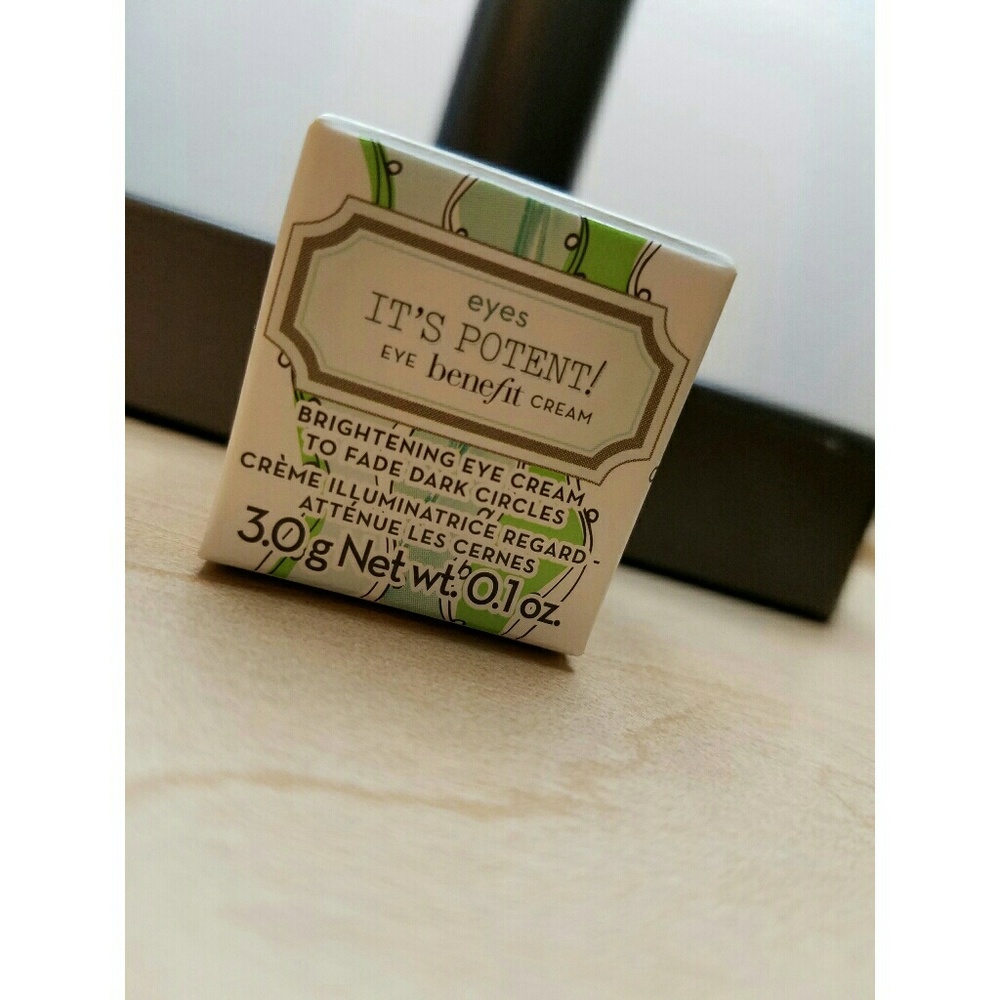 eyes
IT'S POTENT!
EYE benefit CREAM
BRIGHTENING EYE CREAM
TO FADE DARK CIRCLES
CRÈME ILLUMINATRICE REGARD -
ATTÉNUE LES CERNES
3.0 g Net wt. 0.1 oz.